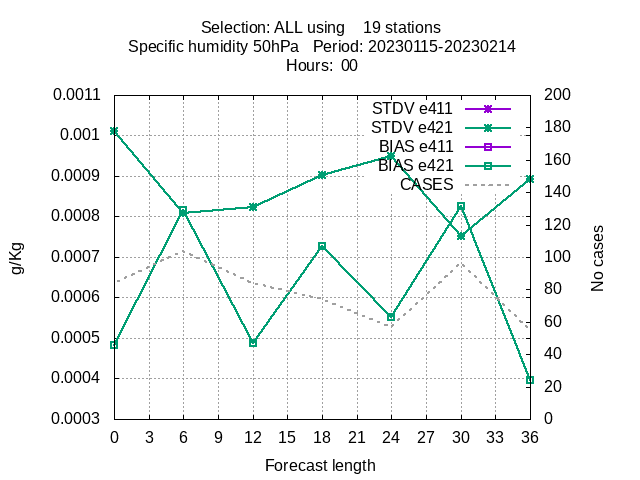 Selection: ALL using    19 stations
Specific humidity 50hPa   Period: 20230115-20230214
Hours:  00
0.0011
0.001
0.0009
0.0008
0.0007
0.0006
0.0005
0.0004
0.0003
g/Kg
STDV e411
STDV e421
BIAS e411
BIAS e421
CASES
200
180
160
140
120
100
80
60
40
20
0
No cases
0 3 6 9 12 15 18 21 24 27 30 33 36
Forecast length